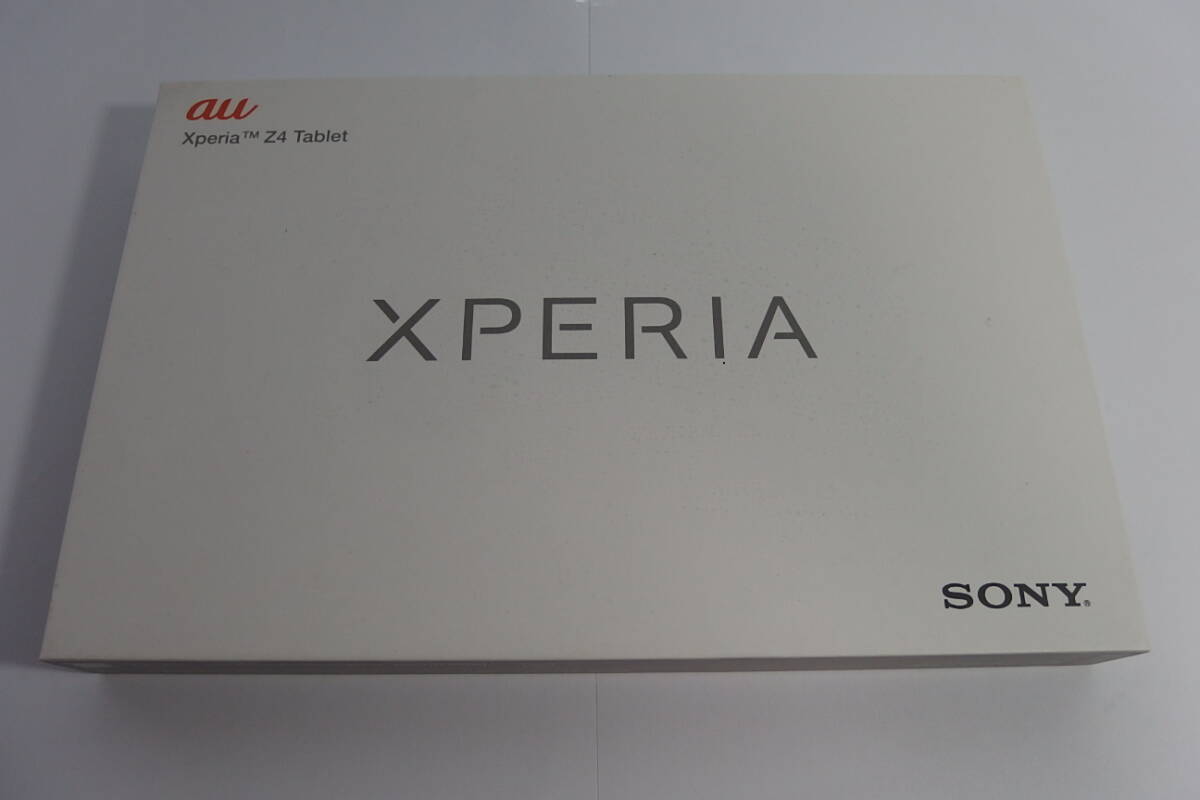 au
Xperia™ Z4 Tablet
XPERIA
SONY®